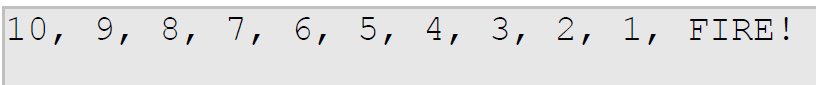 10, 9, 8, 7, 6, 5, 4, 3, 2, 1, FIRE!